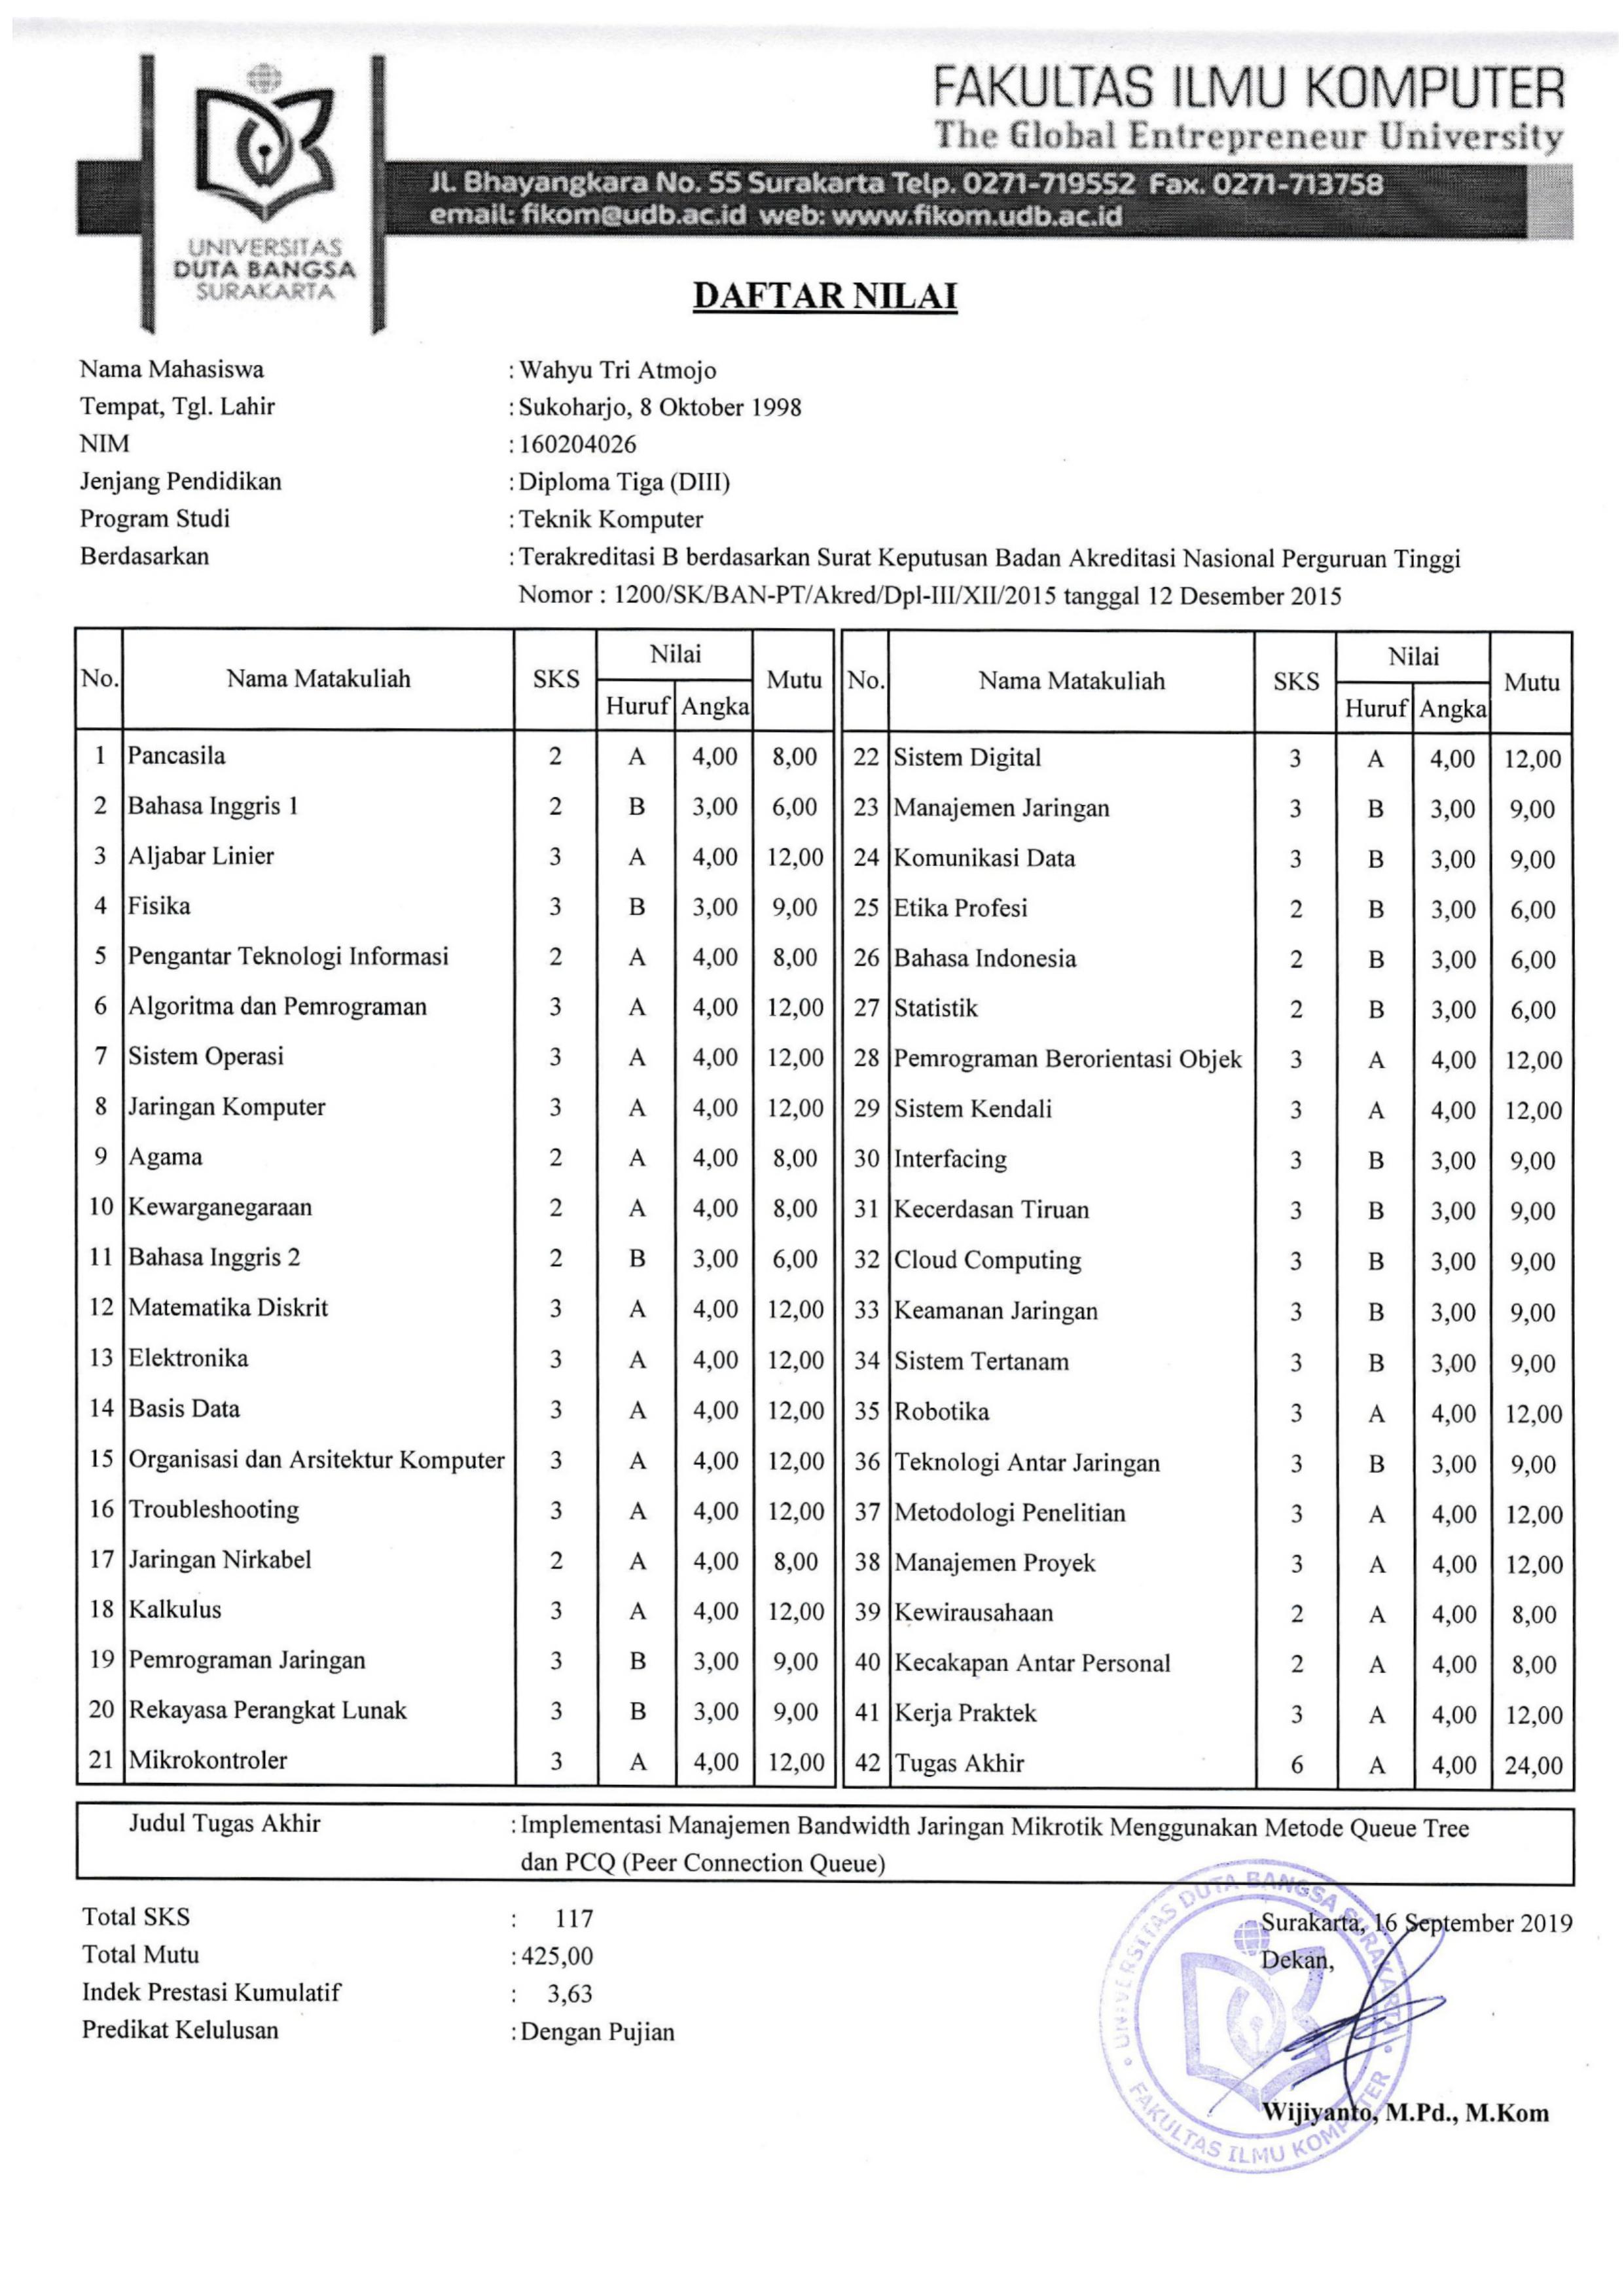 FAKULTAS ILMU KOMPUTER
The Global Entrepreneur University
Jl. Bhayangkara No. 55 Surakarta Telp. 0271-719552 Fax. 0271-713758
email: fikom@udb.ac.id web: www.fikom.udb.ac.id
UNIVERSITAS
DUTA BANGSA
SURAKARTA
DAFTAR NILAI
Nama Mahasiswa : Wahyu Tri Atmojo
Tempat, Tgl. Lahir : Sukoharjo, 8 Oktober 1998
NIM : 160204026
Jenjang Pendidikan : Diploma Tiga (DIII)
Program Studi : Teknik Komputer
Berdasarkan : Terakreditasi B berdasarkan Surat Keputusan Badan Akreditasi Nasional Perguruan Tinggi
Nomor : 1200/SK/BAN-PT/Akred/Dpl-III/XII/2015 tanggal 12 Desember 2015
No. Nama Matakuliah SKS Nilai Mutu No. Nama Matakuliah SKS Nilai Mutu
Huruf Angka Huruf Angka
1 Pancasila 2 A 4,00 8,00 22 Sistem Digital 3 A 4,00 12,00
2 Bahasa Inggris 1 2 B 3,00 6,00 23 Manajemen Jaringan 3 B 3,00 9,00
3 Aljabar Linier 3 A 4,00 12,00 24 Komunikasi Data 3 B 3,00 9,00
4 Fisika 3 B 3,00 9,00 25 Etika Profesi 2 B 3,00 6,00
5 Pengantar Teknologi Informasi 2 A 4,00 8,00 26 Bahasa Indonesia 2 B 3,00 6,00
6 Algoritma dan Pemrograman 3 A 4,00 12,00 27 Statistik 2 B 3,00 6,00
7 Sistem Operasi 3 A 4,00 12,00 28 Pemrograman Berorientasi Objek 3 A 4,00 12,00
8 Jaringan Komputer 3 A 4,00 12,00 29 Sistem Kendali 3 A 4,00 12,00
9 Agama 2 A 4,00 8,00 30 Interfacing 3 B 3,00 9,00
10 Kewarganegaraan 2 A 4,00 8,00 31 Kecerdasan Tiruan 3 B 3,00 9,00
11 Bahasa Inggris 2 2 B 3,00 6,00 32 Cloud Computing 3 B 3,00 9,00
12 Matematika Diskrit 3 A 4,00 12,00 33 Keamanan Jaringan 3 B 3,00 9,00
13 Elektronika 3 A 4,00 12,00 34 Sistem Tertanam 3 B 3,00 9,00
14 Basis Data 3 A 4,00 12,00 35 Robotika 3 A 4,00 12,00
15 Organisasi dan Arsitektur Komputer 3 A 4,00 12,00 36 Teknologi Antar Jaringan 3 B 3,00 9,00
16 Troubleshooting 3 A 4,00 12,00 37 Metodologi Penelitian 3 A 4,00 12,00
17 Jaringan Nirkabel 2 A 4,00 8,00 38 Manajemen Proyek 3 A 4,00 12,00
18 Kalkulus 3 A 4,00 12,00 39 Kewirausahaan 2 A 4,00 8,00
19 Pemrograman Jaringan 3 B 3,00 9,00 40 Kecakapan Antar Personal 2 A 4,00 8,00
20 Rekayasa Perangkat Lunak 3 B 3,00 9,00 41 Kerja Praktek 3 A 4,00 12,00
21 Mikrokontroler 3 A 4,00 12,00 42 Tugas Akhir 6 A 4,00 24,00
Judul Tugas Akhir : Implementasi Manajemen Bandwidth Jaringan Mikrotik Menggunakan Metode Queue Tree
dan PCQ (Peer Connection Queue)
Total SKS : 117
Total Mutu : 425,00
Indek Prestasi Kumulatif : 3,63
Predikat Kelulusan : Dengan Pujian
Surakarta, 16 September 2019
Dekan,
UNIVERSITAS DUTA BANGSA SURAKARTA
FAKULTAS ILMU KOMPUTER
Wijiyanto, M.Pd., M.Kom